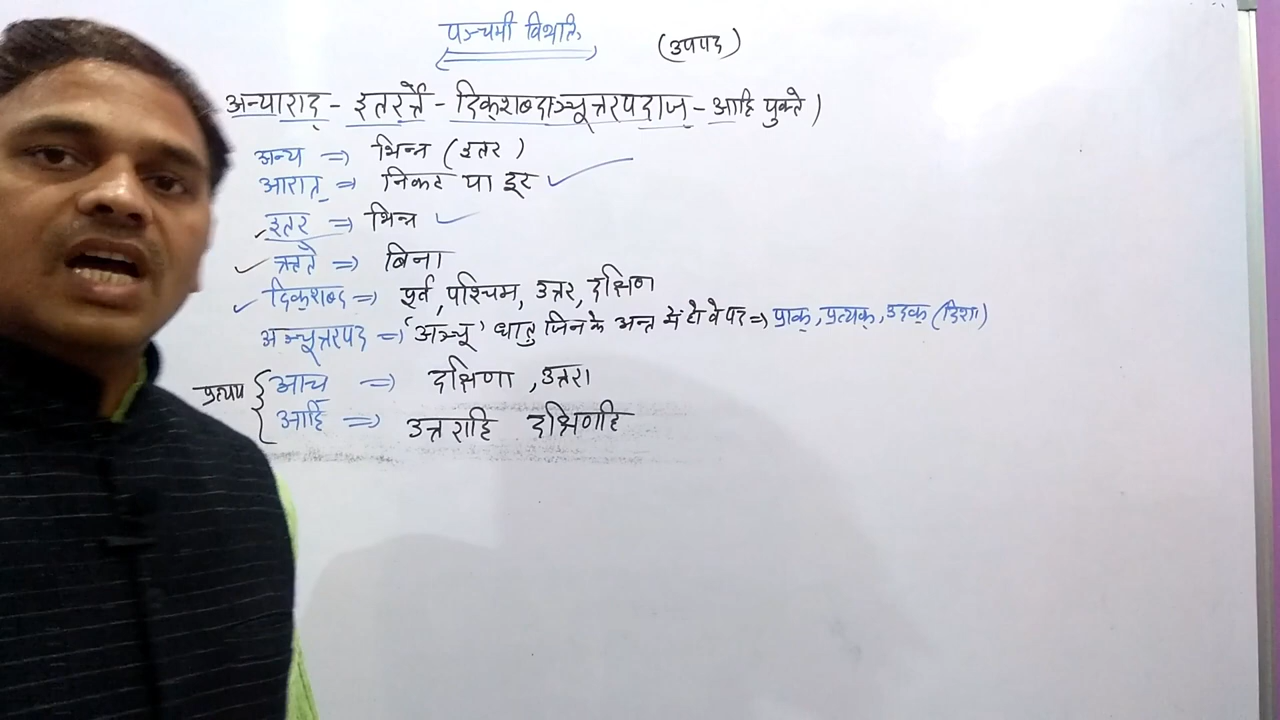 पञ्चमी विभक्ति
(उपपद)
अन्याराद् - इतरर्त्ते - दिक्शब्दाञ्चूत्तरपदाज् - आहि युक्ते)
अन्य => भिन्न (इतर)
आरात् => निकट या दूर
इतर => भिन्न
ऋते => बिना
दिक्शब्द => पूर्व, पश्चिम, उत्तर, दक्षिण
अञ्चूत्तरपद => 'अञ्चू' धातु जिन के अन्त में हो वे पद => प्राक्, प्रत्यक्, उदक् (दिशा)
प्रत्यय { आच => दक्षिणा, उत्तरा
आहि => उत्तराहि दक्षिणहि